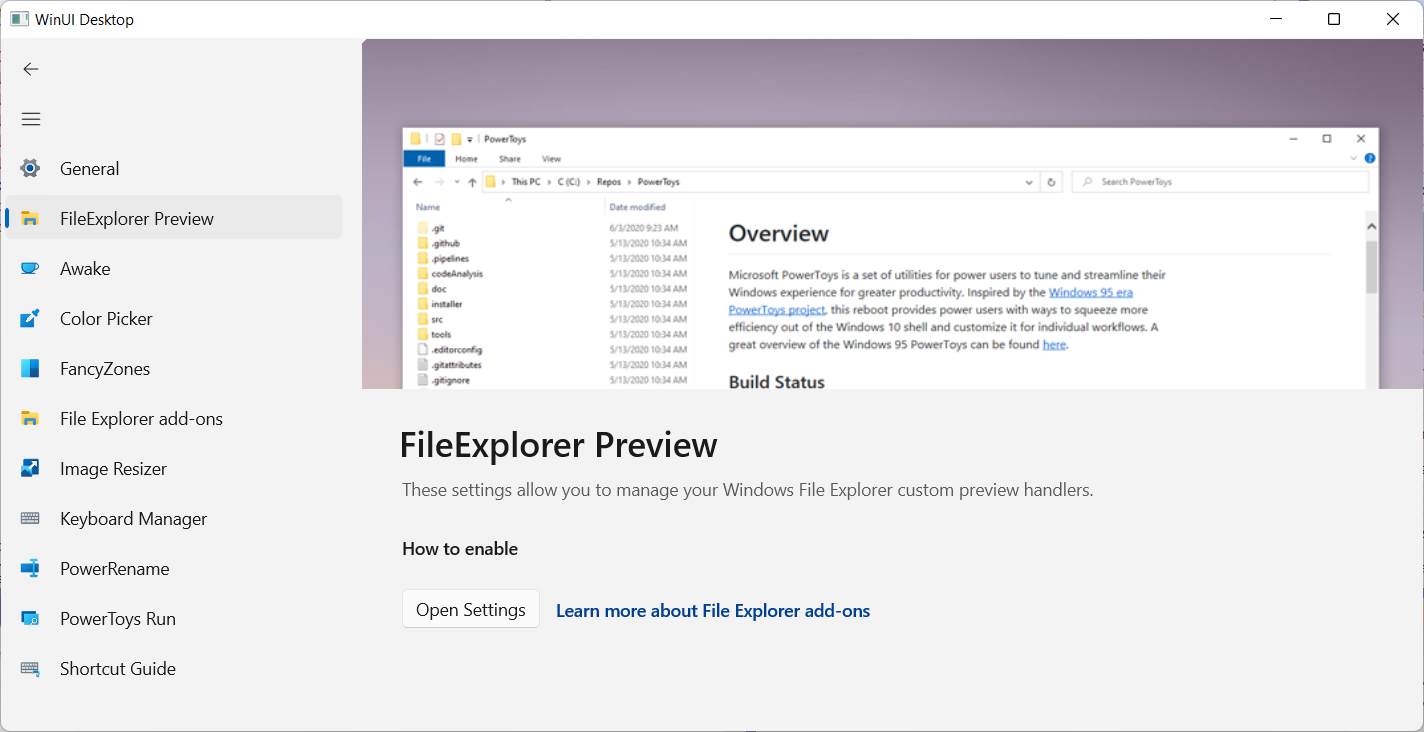 WinUI Desktop
General
FileExplorer Preview
Awake
Color Picker
FancyZones
File Explorer add-ons
Image Resizer
Keyboard Manager
PowerRename
PowerToys Run
Shortcut Guide
PowerToys
File Home Share View
This PC > C (C:) > Repos > PowerToys
Search PowerToys
Name Date modified
.git 6/3/2020 9:23 AM
.github 5/13/2020 10:34 AM
.pipelines 5/13/2020 10:34 AM
codeAnalysis 5/13/2020 10:34 AM
doc 5/13/2020 10:34 AM
installer 5/13/2020 10:34 AM
src 5/13/2020 10:34 AM
tools 5/13/2020 10:34 AM
.editorconfig 5/13/2020 10:34 AM
.gitattributes 5/13/2020 10:34 AM
.gitignore 5/13/2020 10:34 AM
Overview
Microsoft PowerToys is a set of utilities for power users to tune and streamline their
Windows experience for greater productivity. Inspired by the Windows 95 era
PowerToys project, this reboot provides power users with ways to squeeze more
efficiency out of the Windows 10 shell and customize it for individual workflows. A
great overview of the Windows 95 PowerToys can be found here.
Build Status
FileExplorer Preview
These settings allow you to manage your Windows File Explorer custom preview handlers.
How to enable
Open Settings
Learn more about File Explorer add-ons